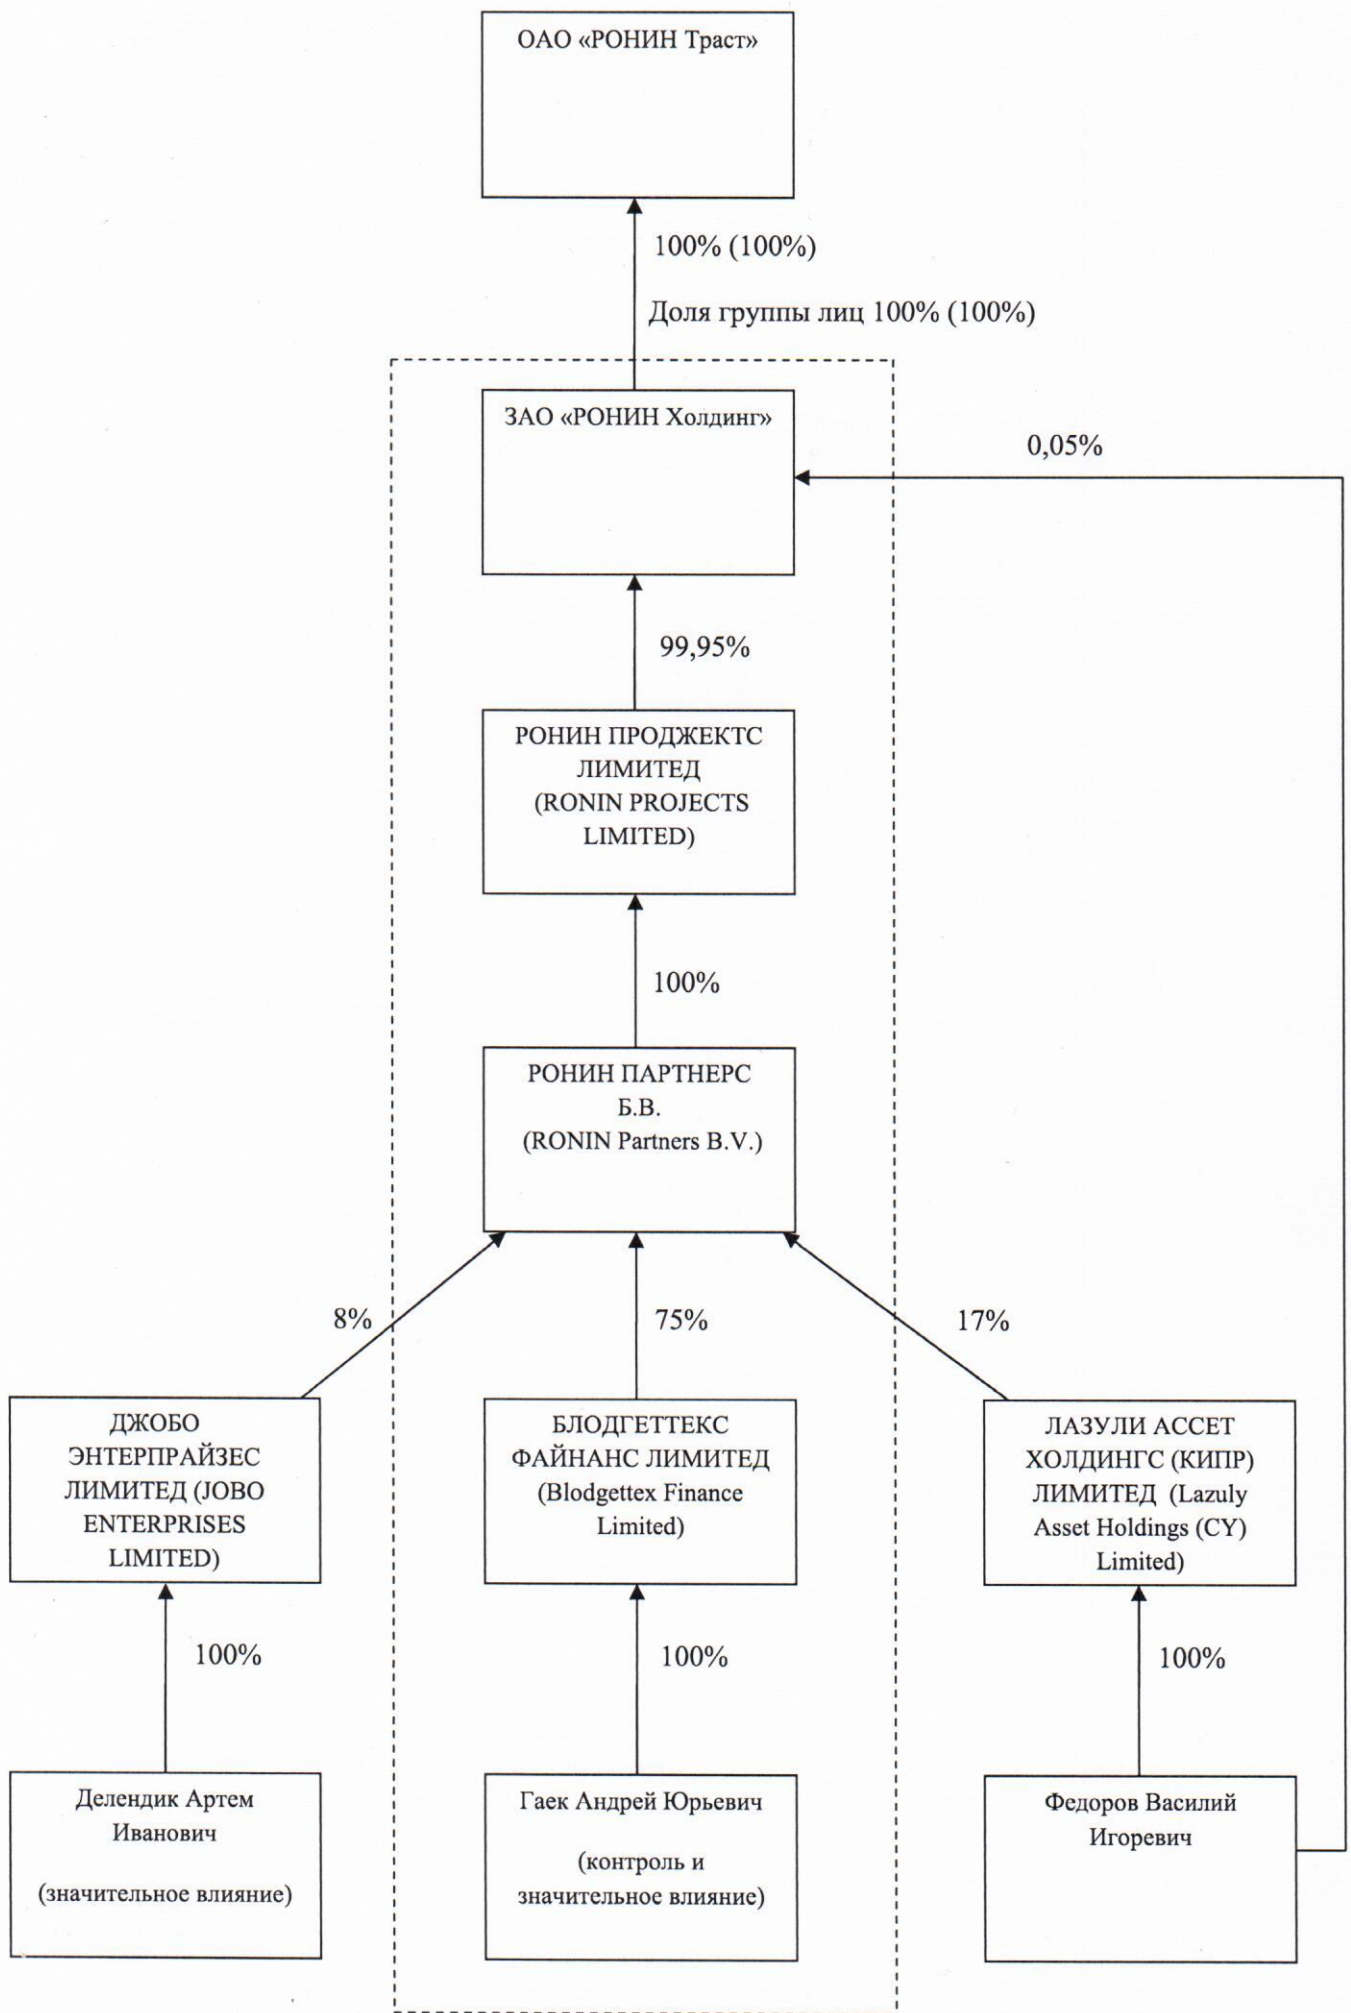 ОАО «РОНИН Траст»
100% (100%)
Доля группы лиц 100% (100%)
ЗАО «РОНИН Холдинг»
0,05%
99,95%
РОНИН ПРОДЖЕКТС
ЛИМИТЕД
(RONIN PROJECTS
LIMITED)
100%
РОНИН ПАРТНЕРС
Б.В.
(RONIN Partners B.V.)
8%
75%
17%
ДЖОБО
ЭНТЕРПРАЙЗЕС
ЛИМИТЕД (JOBO
ENTERPRISES
LIMITED)
БЛОДГЕТТЕКС
ФАЙНАНС ЛИМИТЕД
(Blodgettex Finance
Limited)
ЛАЗУЛИ АССЕТ
ХОЛДИНГС (КИПР)
ЛИМИТЕД (Lazuly
Asset Holdings (CY)
Limited)
100%
100%
100%
Делендик Артем
Иванович
(значительное влияние)
Гаек Андрей Юрьевич
(контроль и
значительное влияние)
Федоров Василий
Игоревич